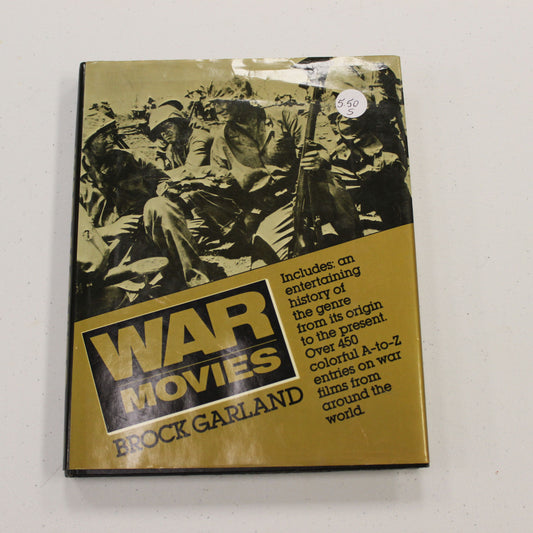 5.50
S
Includes: an
entertaining
history of
the genre
from its origin
to the present.
Over 450
colorful A-to-Z
entries on war
films from
around the
world.
WAR
MOVIES
BROCK GARLAND